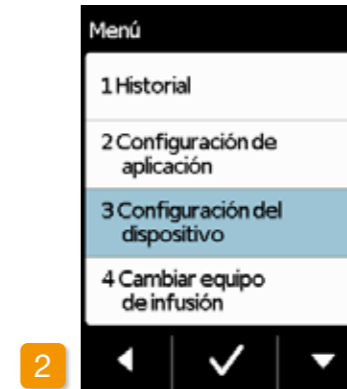 Menú
1 Historial
2 Configuración de
aplicación
3 Configuración del
dispositivo
4 Cambiar equipo
de infusión
2